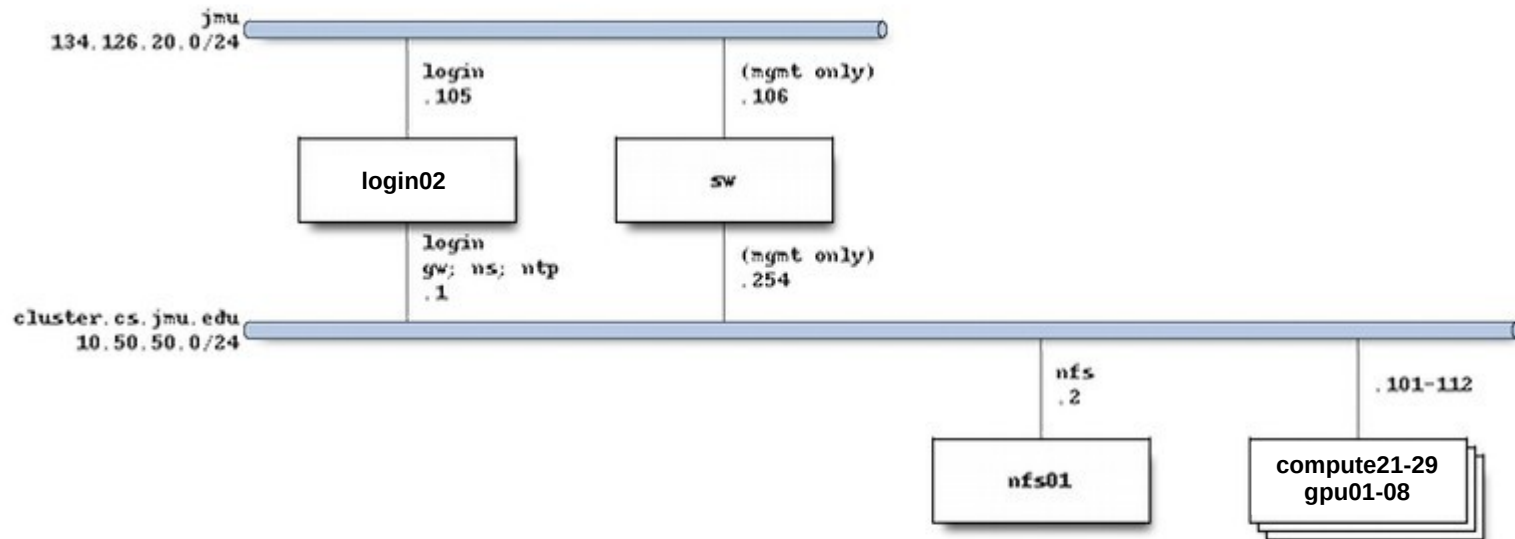 jmu
134.126.20.0/24
login
.105
(mgmt only)
.106
login02
sw
login
gw; ns; ntp
.1
(mgmt only)
.254
cluster.cs.jmu.edu
10.50.50.0/24
nfs
.2
.101-112
nfs01
compute21-29
gpu01-08